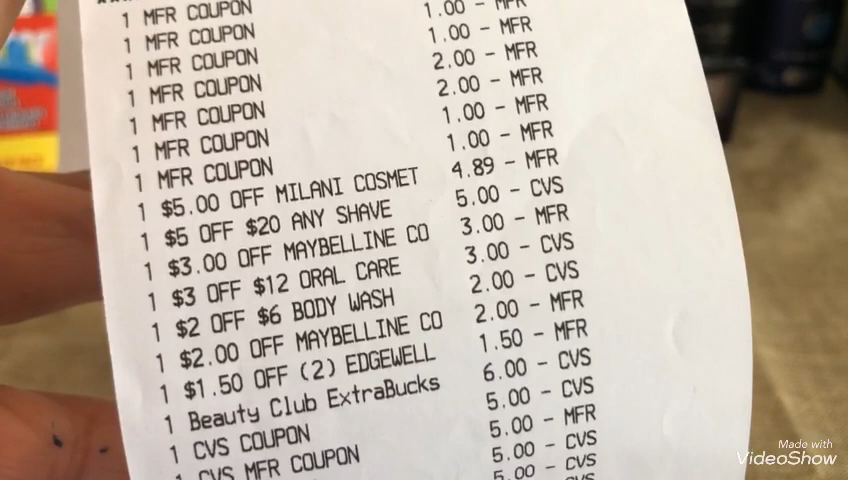 1 MFR COUPON
1 MFR COUPON 1.00 - MFR
1 MFR COUPON 1.00 - MFR
1 MFR COUPON 2.00 - MFR
1 MFR COUPON 2.00 - MFR
1 MFR COUPON 1.00 - MFR
1 MFR COUPON 1.00 - MFR
1 $5.00 OFF MILANI COSMET 4.89 - MFR
1 $5 OFF $20 ANY SHAVE 5.00 - CVS
1 $3.00 OFF MAYBELLINE CO 3.00 - MFR
1 $3 OFF $12 ORAL CARE 3.00 - CVS
1 $2 OFF $6 BODY WASH 2.00 - CVS
1 $2.00 OFF MAYBELLINE CO 2.00 - MFR
1 $1.50 OFF (2) EDGEWELL 1.50 - MFR
1 Beauty Club ExtraBucks 6.00 - CVS
1 CVS COUPON 5.00 - CVS
1 CVS MFR COUPON 5.00 - MFR
5.00 - CVS
5.00 - CVS
Made with
VideoShow